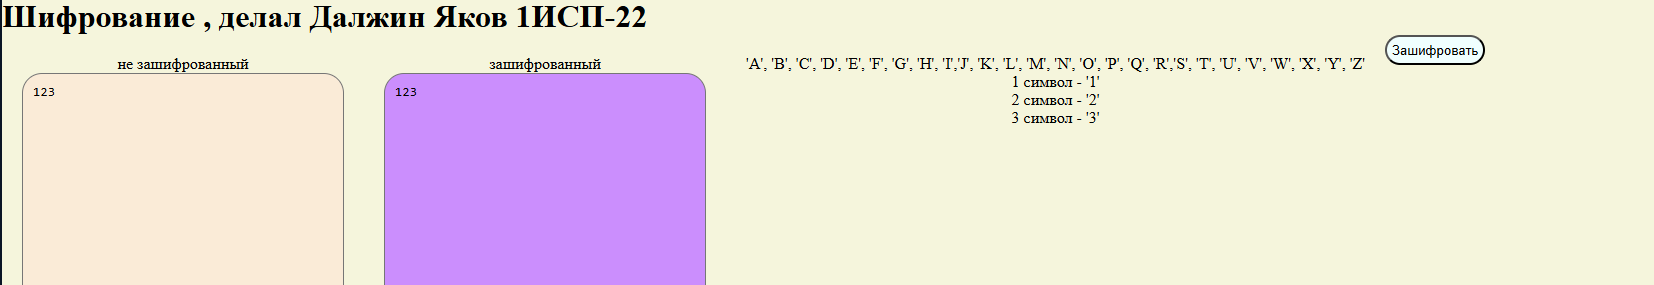 Шифрование , делал Далжин Яков 1ИСП-22
не зашифрованный
123
зашифрованный
123
'A', 'B', 'C', 'D', 'E', 'F', 'G', 'H', 'I','J', 'K', 'L', 'M', 'N', 'O', 'P', 'Q', 'R','S', 'T', 'U', 'V', 'W', 'X', 'Y', 'Z'
1 символ - '1'
2 символ - '2'
3 символ - '3'
Зашифровать